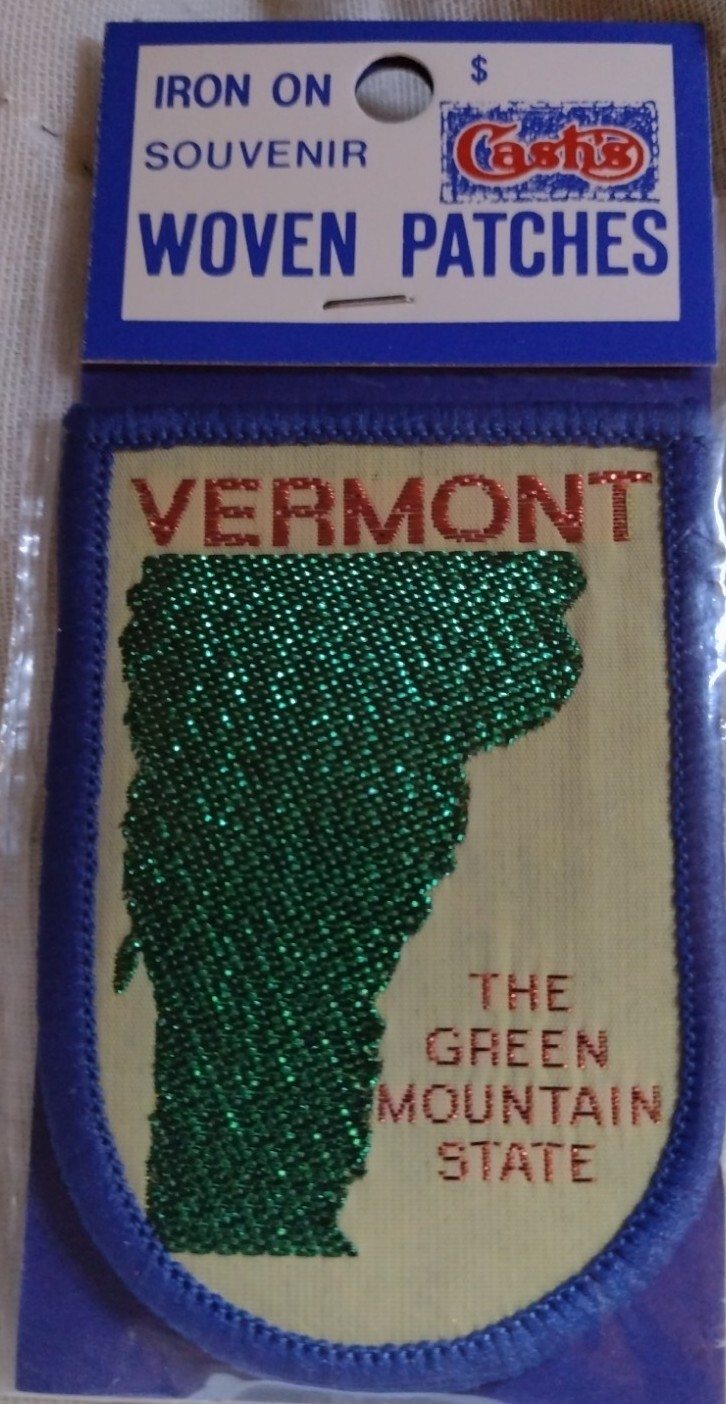 IRON ON $
SOUVENIR Cash's
WOVEN PATCHES
VERMONT
THE
GREEN
MOUNTAIN
STATE